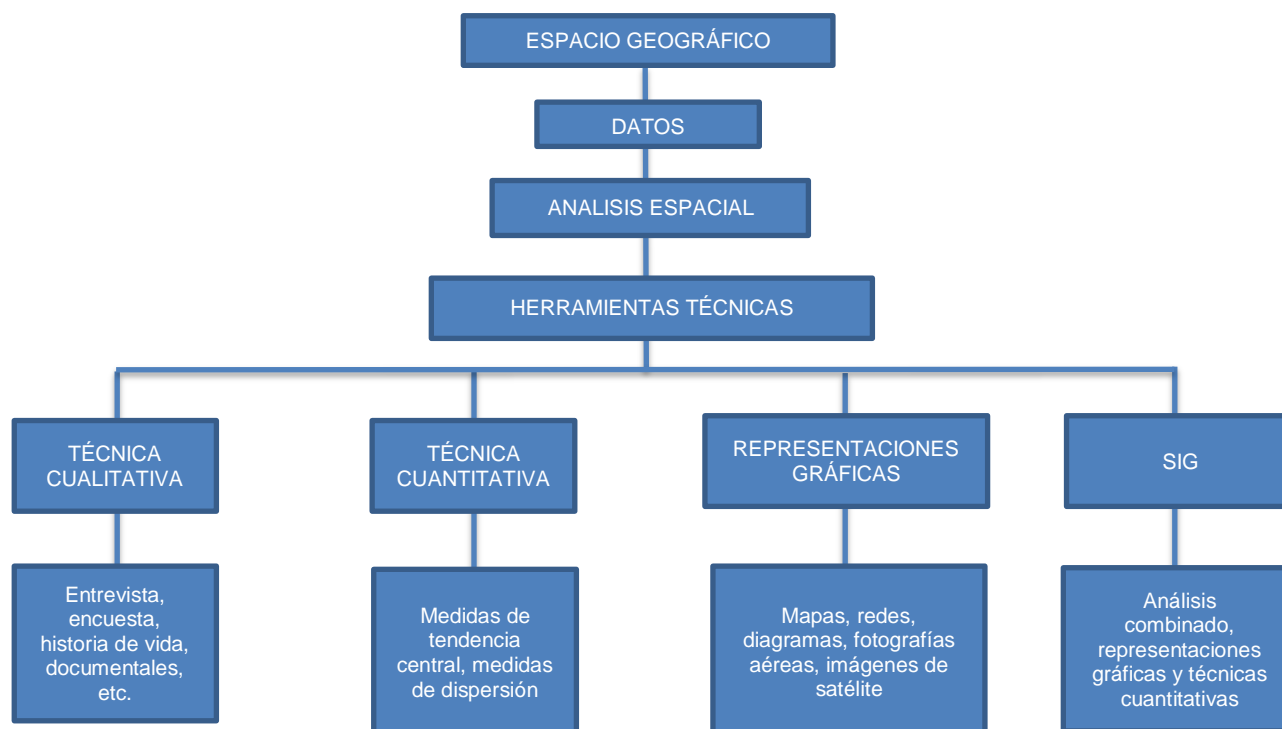 ESPACIO GEOGRÁFICO
DATOS
ANALISIS ESPACIAL
HERRAMIENTAS TÉCNICAS
TÉCNICA
CUALITATIVA
TÉCNICA
CUANTITATIVA
REPRESENTACIONES
GRÁFICAS
SIG
Entrevista,
encuesta,
historia de vida,
documentales,
etc.
Medidas de
tendencia
central, medidas
de dispersión
Mapas, redes,
diagramas, fotografías
aéreas, imágenes de
satélite
Análisis
combinado,
representaciones
gráficas y técnicas
cuantitativas